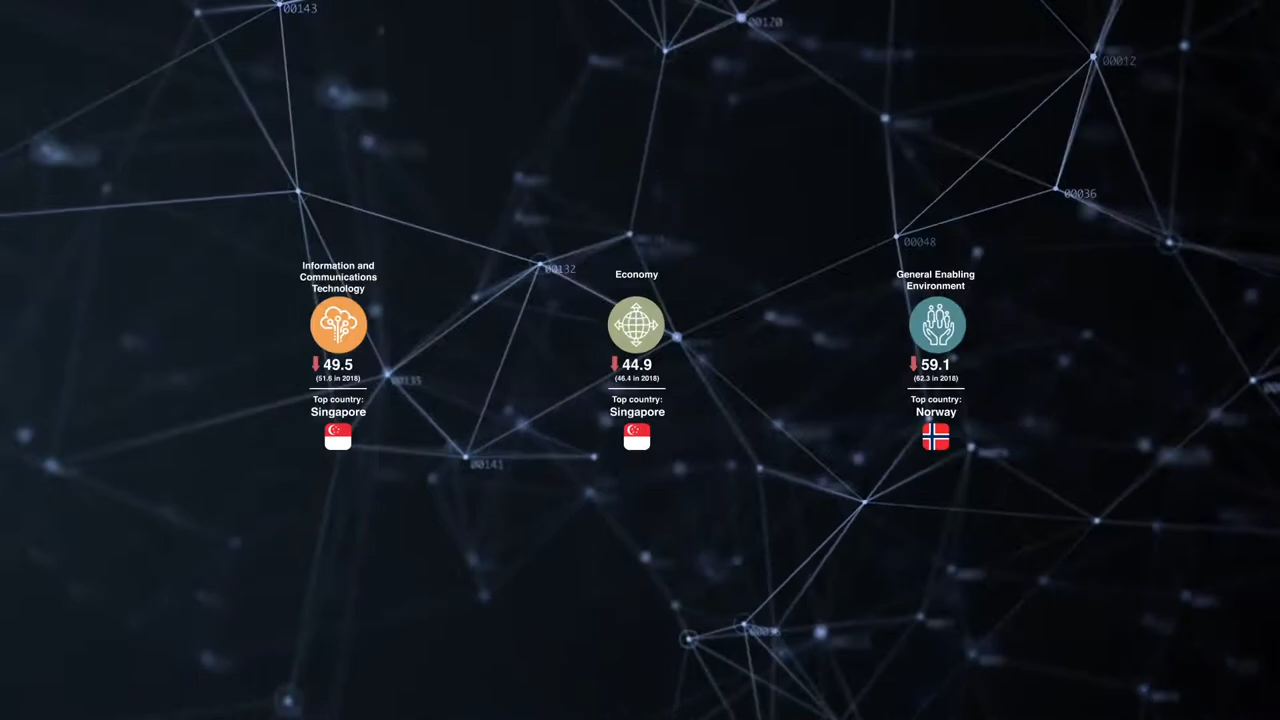 00143
00170
00012
00036
00048
00132
Information and
Communications
Technology
49.5
(51.6 in 2018)
Top country:
Singapore
Economy
44.9
(46.4 in 2018)
Top country:
Singapore
General Enabling
Environment
59.1
(62.3 in 2018)
Top country:
Norway
00135
00141